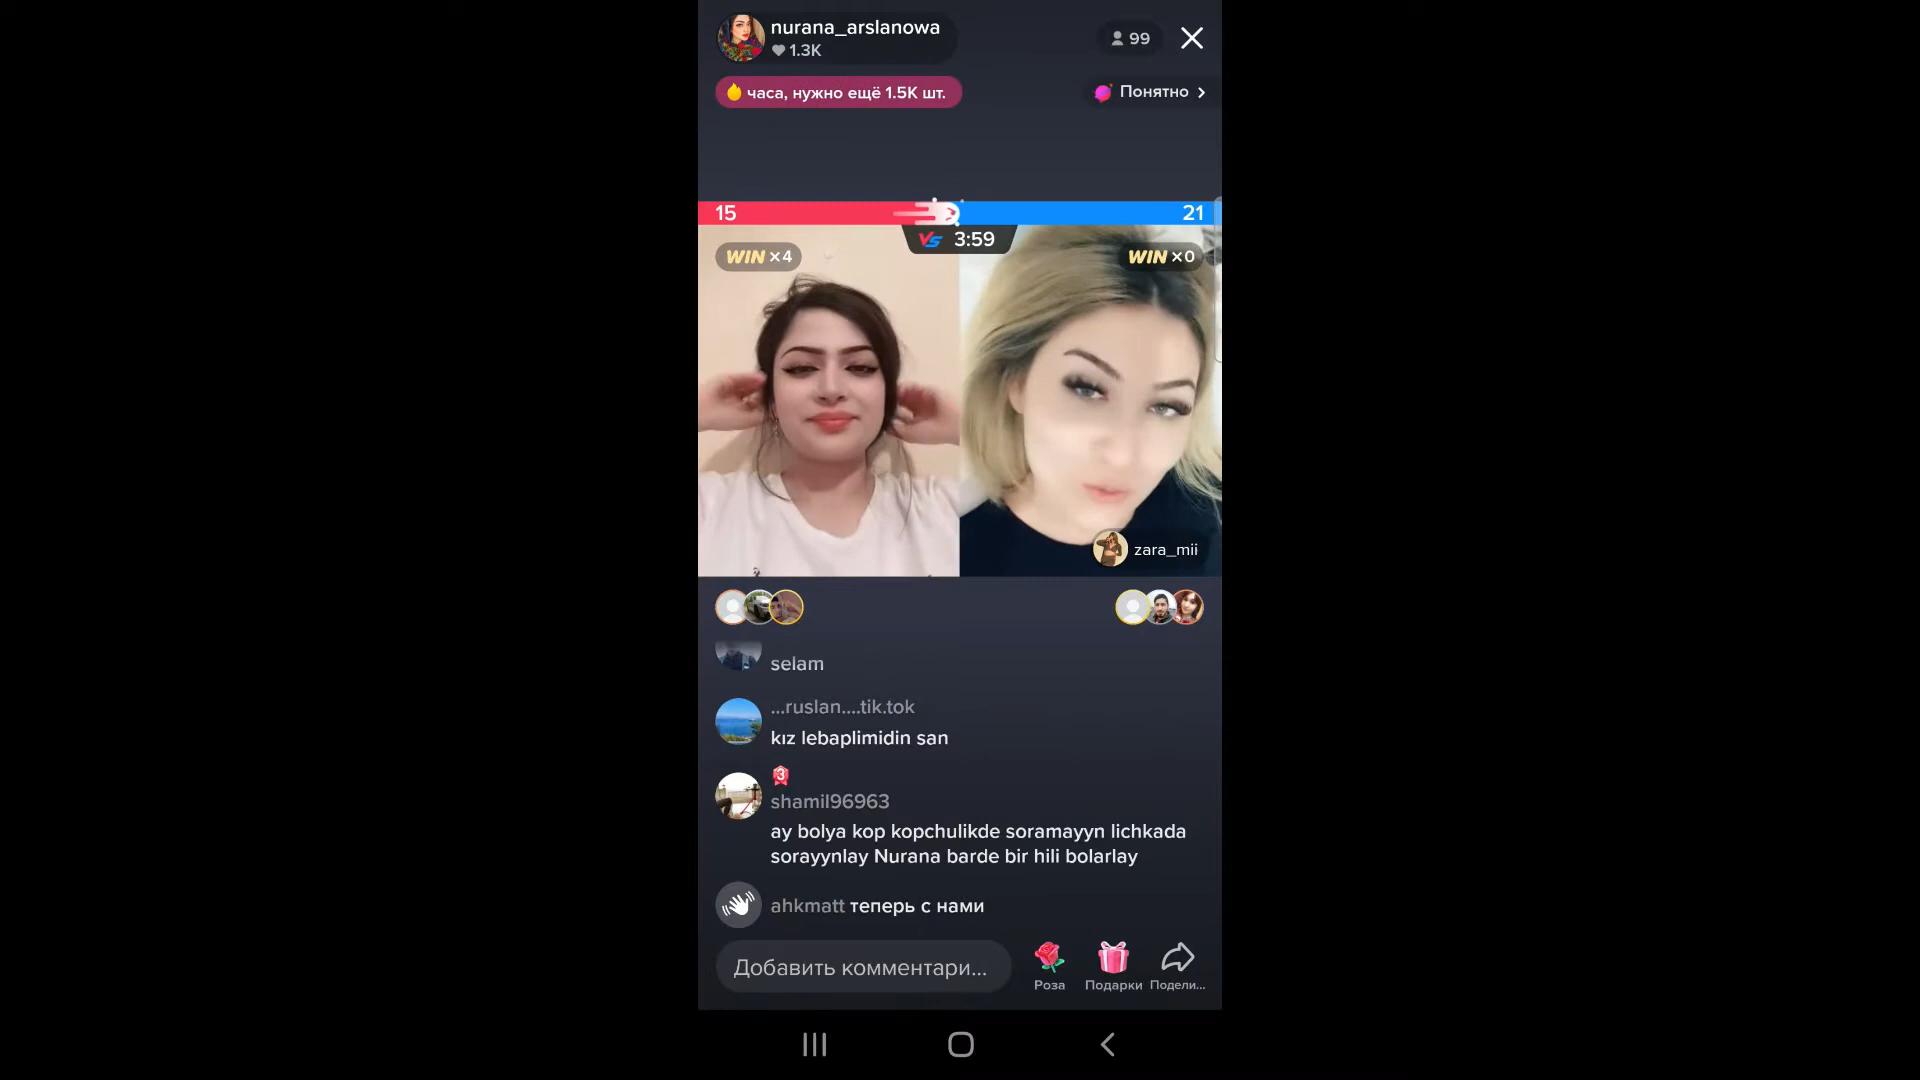 nurana_arslanowa
1.3K
99
часа, нужно ещё 1.5K шт.
Понятно
15
21
VS 3:59
WIN ×4
WIN ×0
zara_mii
selam
...ruslan....tik.tok
kız lebaplimidin san
3
shamil96963
ay bolya kop kopchulikde soramayyn lichkada
sorayynlay Nurana barde bir hili bolarlay
ahkmatt теперь с нами
Добавить комментари...
Роза
Подарки
Подели...